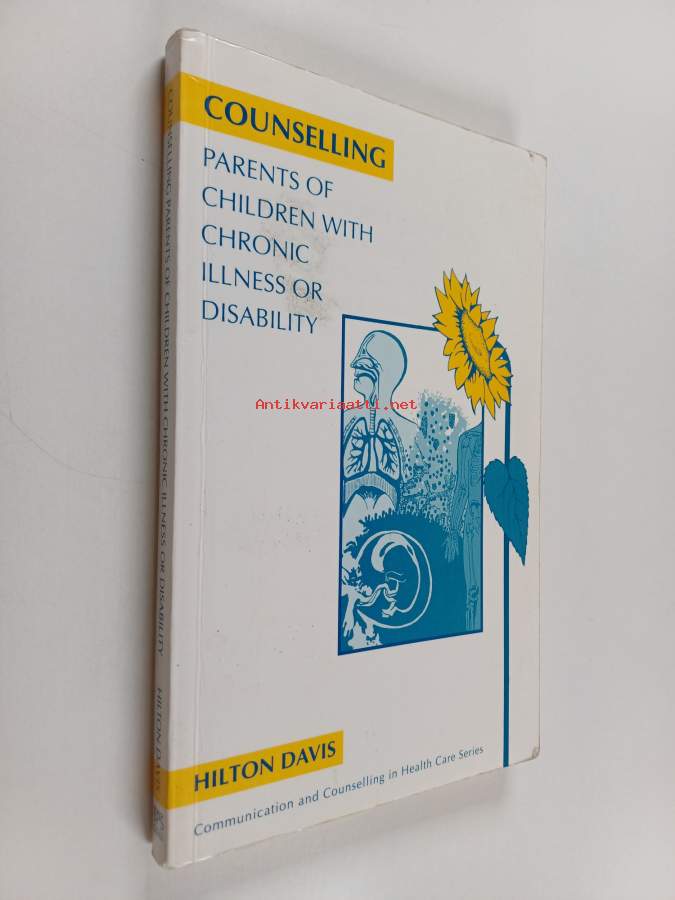 COUNSELLING
PARENTS OF
CHILDREN WITH
CHRONIC
ILLNESS OR
DISABILITY
Antikvariaatti.net
HILTON DAVIS
Communication and Counselling in Health Care Series
COUNSELLING PARENTS OF CHILDREN WITH CHRONIC ILLNESS OR DISABILITY HILTON DAVIS